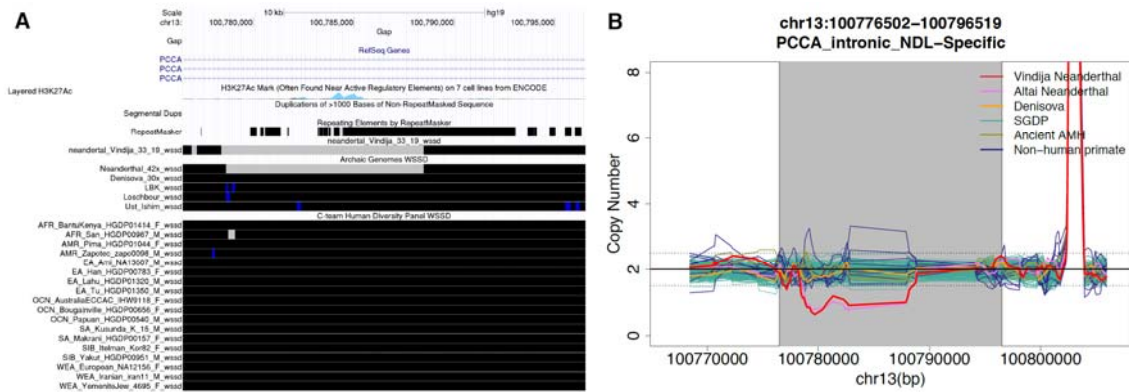 A
Scale
10 kb
hg19
chr13:
100,780,000
100,785,000
100,790,000
100,795,000
Gap
Gap
RefSeq Genes
PCCA
PCCA
PCCA
H3K27Ac Mark (Often Found Near Active Regulatory Elements) on 7 cell lines from ENCODE
Layered H3K27Ac
Duplications of >1000 Bases of Non-RepeatMasked Sequence
Segmental Dups
Repeating Elements by RepeatMasker
RepeatMasker
neandertal_Vindija_33_19_wssd
neandertal_Vindija_33_19_wssd
Archaic Genomes WSSD
Neanderthal_42x_wssd
Denisova_30x_wssd
LBK_wssd
Loschbour_wssd
Ust_Ishim_wssd
C-team Human Diversity Panel WSSD
AFR_BantuKenya_HGDP01414_F_wssd
AFR_San_HGDP00987_M_wssd
AMR_Pima_HGDP01044_F_wssd
AMR_Zapotec_zapo0098_M_wssd
EA_Ami_NA13607_M_wssd
EA_Han_HGDP00783_F_wssd
EA_Lahu_HGDP01320_M_wssd
EA_Tu_HGDP01350_M_wssd
OCN_AustraliaECCAC_IHW9118_F_wssd
OCN_Bougainville_HGDP00656_F_wssd
OCN_Papuan_HGDP00540_M_wssd
SA_Kusunda_K_15_M_wssd
SA_Makrani_HGDP00157_F_wssd
SIB_Itelman_Kor82_F_wssd
SIB_Yakut_HGDP00951_M_wssd
WEA_European_NA12156_F_wssd
WEA_Iranian_iran11_M_wssd
WEA_YemeniteJew_4695_F_wssd
B
chr13:100776502−100796519
PCCA_intronic_NDL−Specific
Vindija Neanderthal
Altai Neanderthal
Denisova
SGDP
Ancient AMH
Non−human primate
Copy Number
8
6
4
2
0
100770000
100780000
100790000
100800000
chr13(bp)